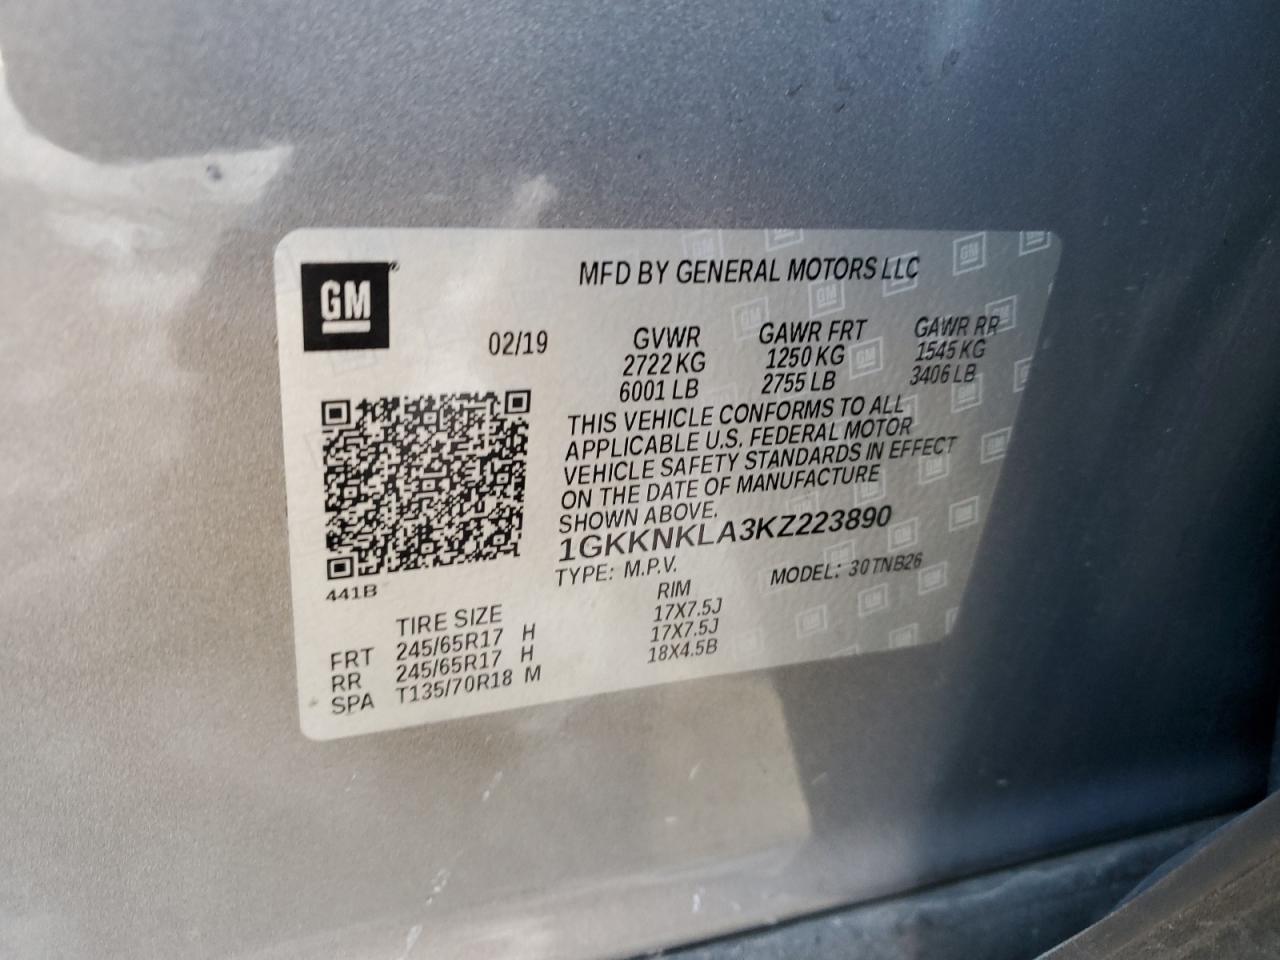 GM
MFD BY GENERAL MOTORS LLC
02/19
GVWR GAWR FRT GAWR RR
2722 KG 1250 KG 1545 KG
6001 LB 2755 LB 3406 LB
THIS VEHICLE CONFORMS TO ALL
APPLICABLE U.S. FEDERAL MOTOR
VEHICLE SAFETY STANDARDS IN EFFECT
ON THE DATE OF MANUFACTURE
SHOWN ABOVE.
1GKKNKLA3KZ223890
TYPE: M.P.V. MODEL: 30TNB26
441B
TIRE SIZE RIM
FRT 245/65R17 H 17X7.5J
RR 245/65R17 H 17X7.5J
SPA T135/70R18 M 18X4.5B